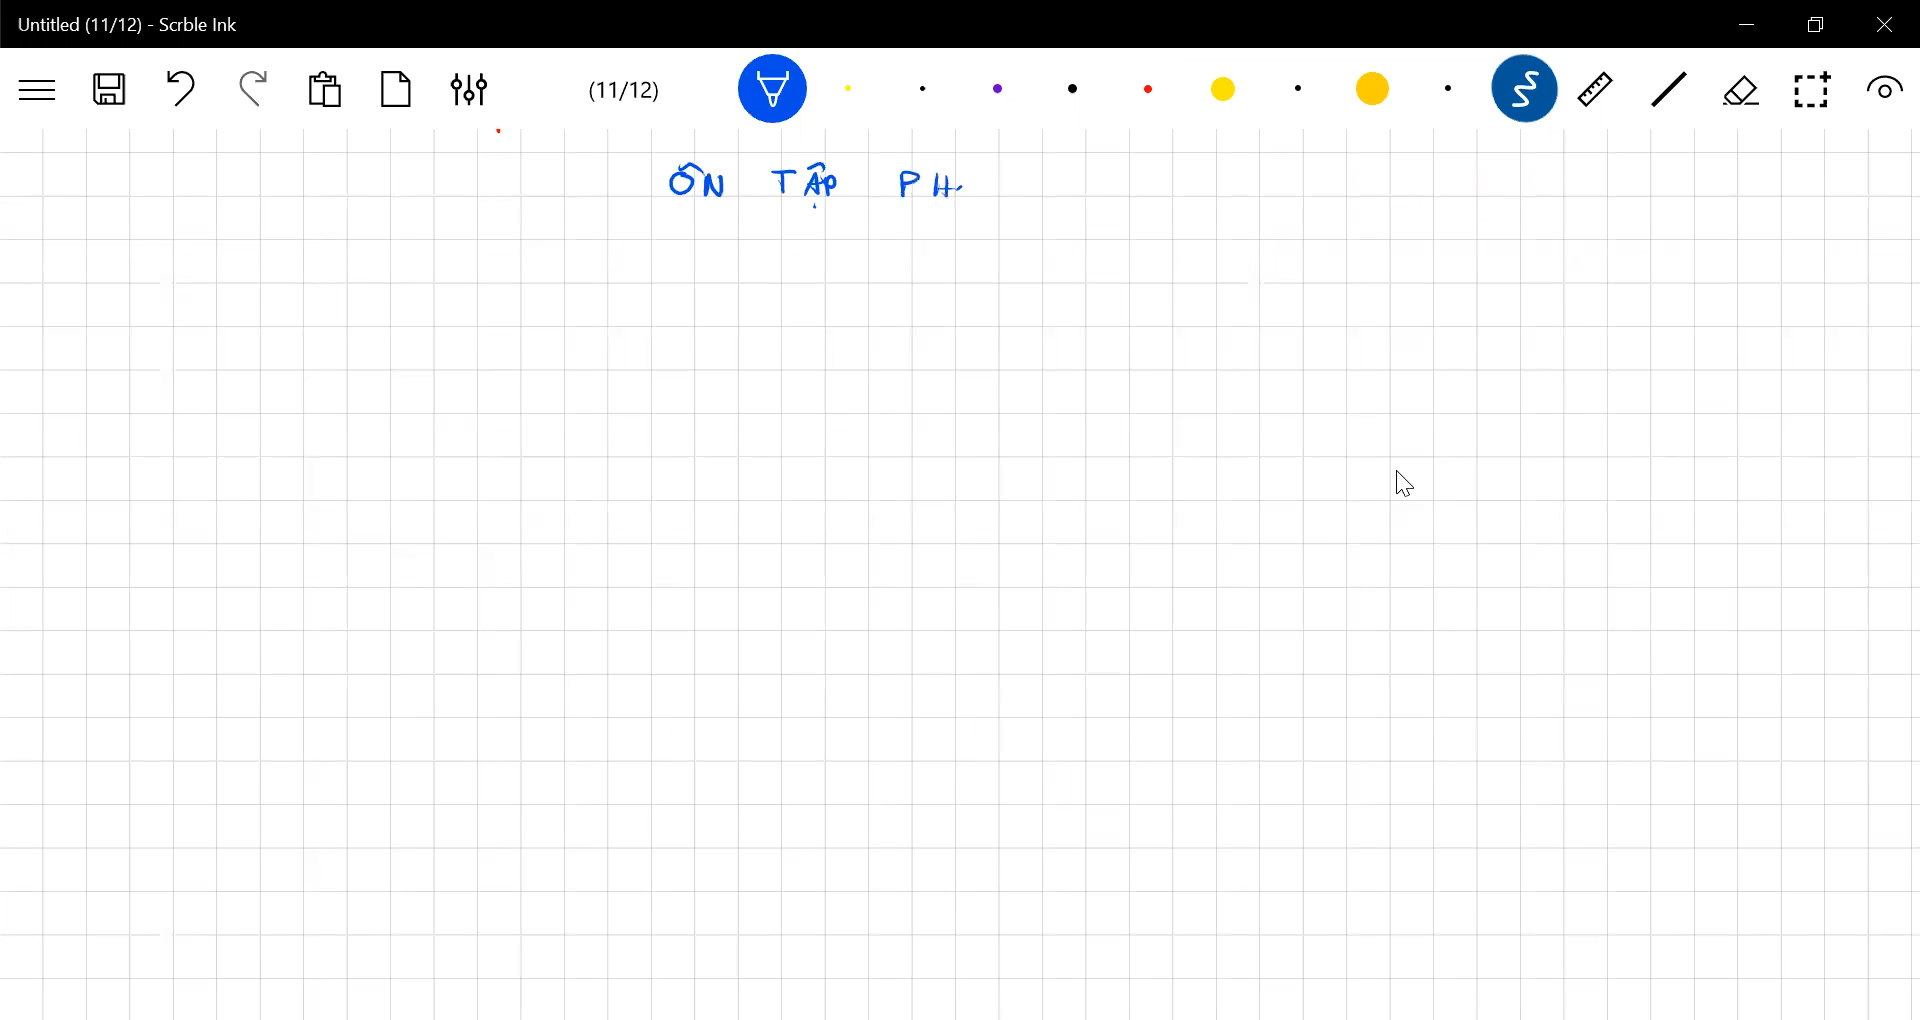 Untitled (11/12) - Scrble Ink
(11/12)
ÔN TẬP PH